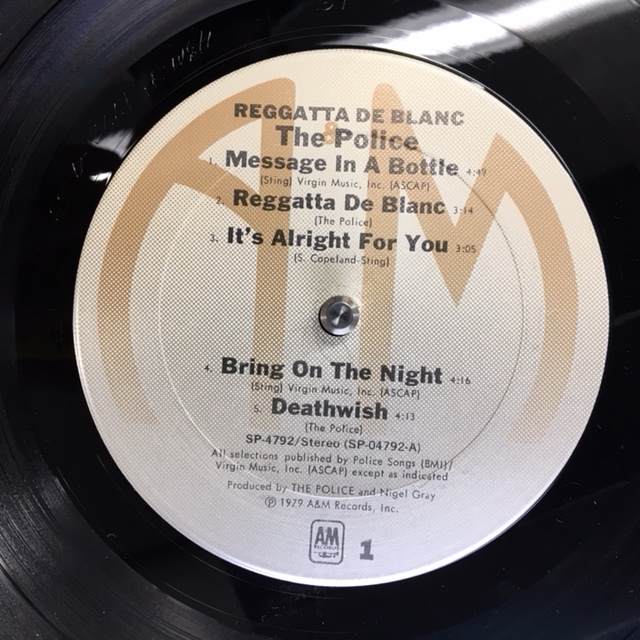 REGGATTA DE BLANC
The Police
1. Message In A Bottle 4:49
(Sting) Virgin Music, Inc. (ASCAP)
2. Reggatta De Blanc 3:14
(The Police)
3. It's Alright For You 3:05
(S. Copeland-Sting)
4. Bring On The Night 4:16
(Sting) Virgin Music, Inc. (ASCAP)
5. Deathwish 4:13
(The Police)
SP-4792/Stereo (SP-04792-A)
All selections published by Police Songs (BMI)/
Virgin Music, Inc. (ASCAP) except as indicated
Produced by THE POLICE and Nigel Gray
℗ 1979 A&M Records, Inc.
AM
RECORDS
1